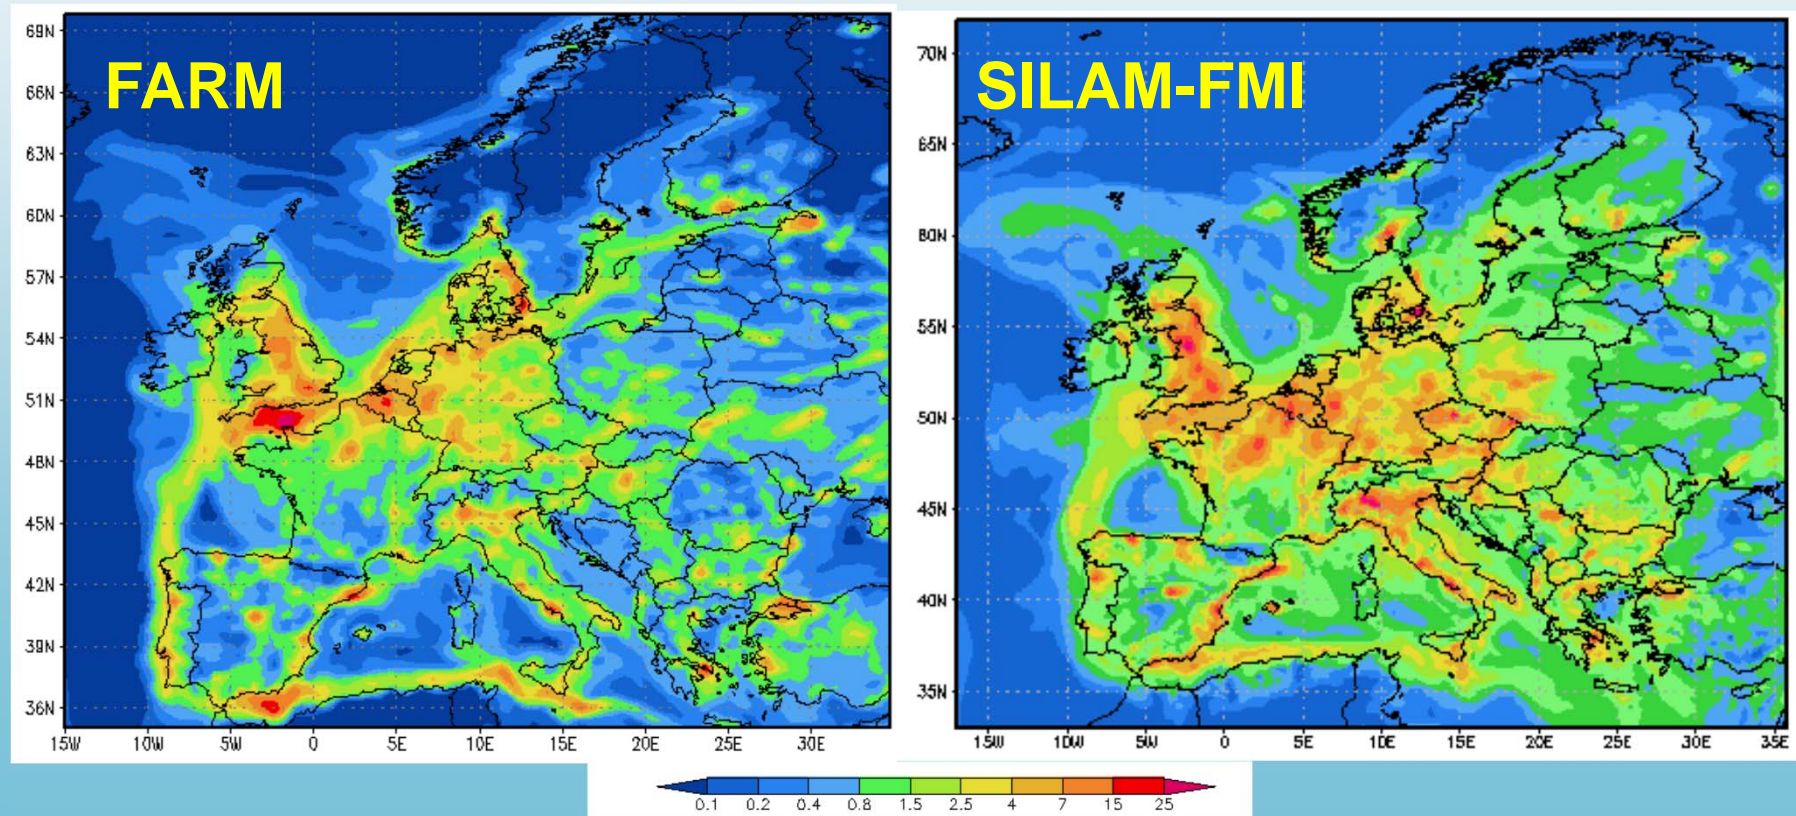 FARM
69N
66N
63N
60N
57N
54N
51N
48N
45N
42N
39N
36N
15W 10W 5W 0 5E 10E 15E 20E 25E 30E
SILAM-FMI
70N
65N
60N
55N
50N
45N
40N
35N
15W 10W 5W 0 5E 10E 15E 20E 25E 30E 35E
0.1 0.2 0.4 0.8 1.5 2.5 4 7 15 25